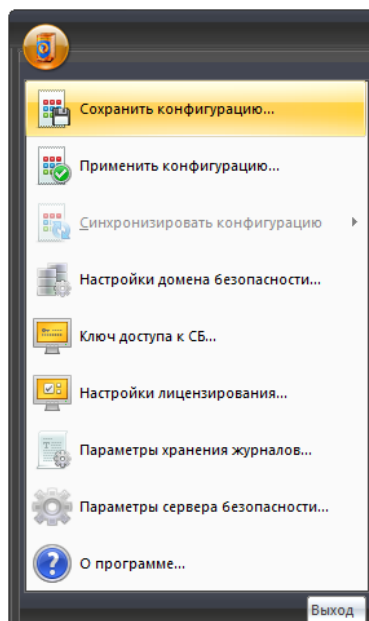 Сохранить конфигурацию...
Применить конфигурацию...
Синхронизировать конфигурацию
Настройки домена безопасности...
Ключ доступа к СБ...
Настройки лицензирования...
Параметры хранения журналов...
Параметры сервера безопасности...
О программе...
Выход